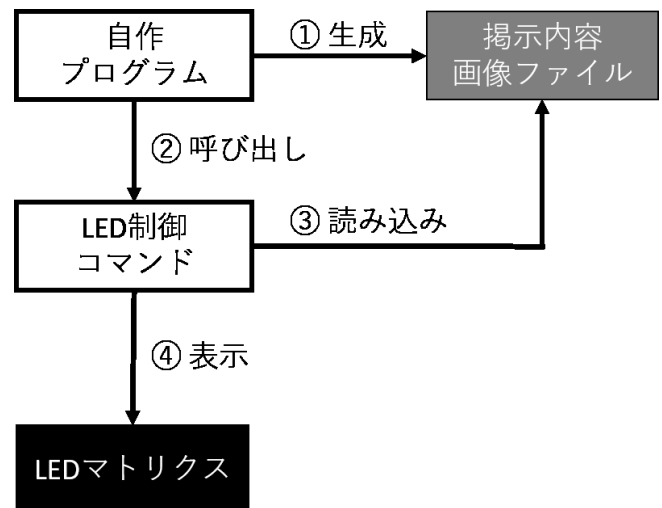 自作
プログラム
① 生成
掲示内容
画像ファイル
② 呼び出し
LED制御
コマンド
③ 読み込み
④ 表示
LEDマトリクス